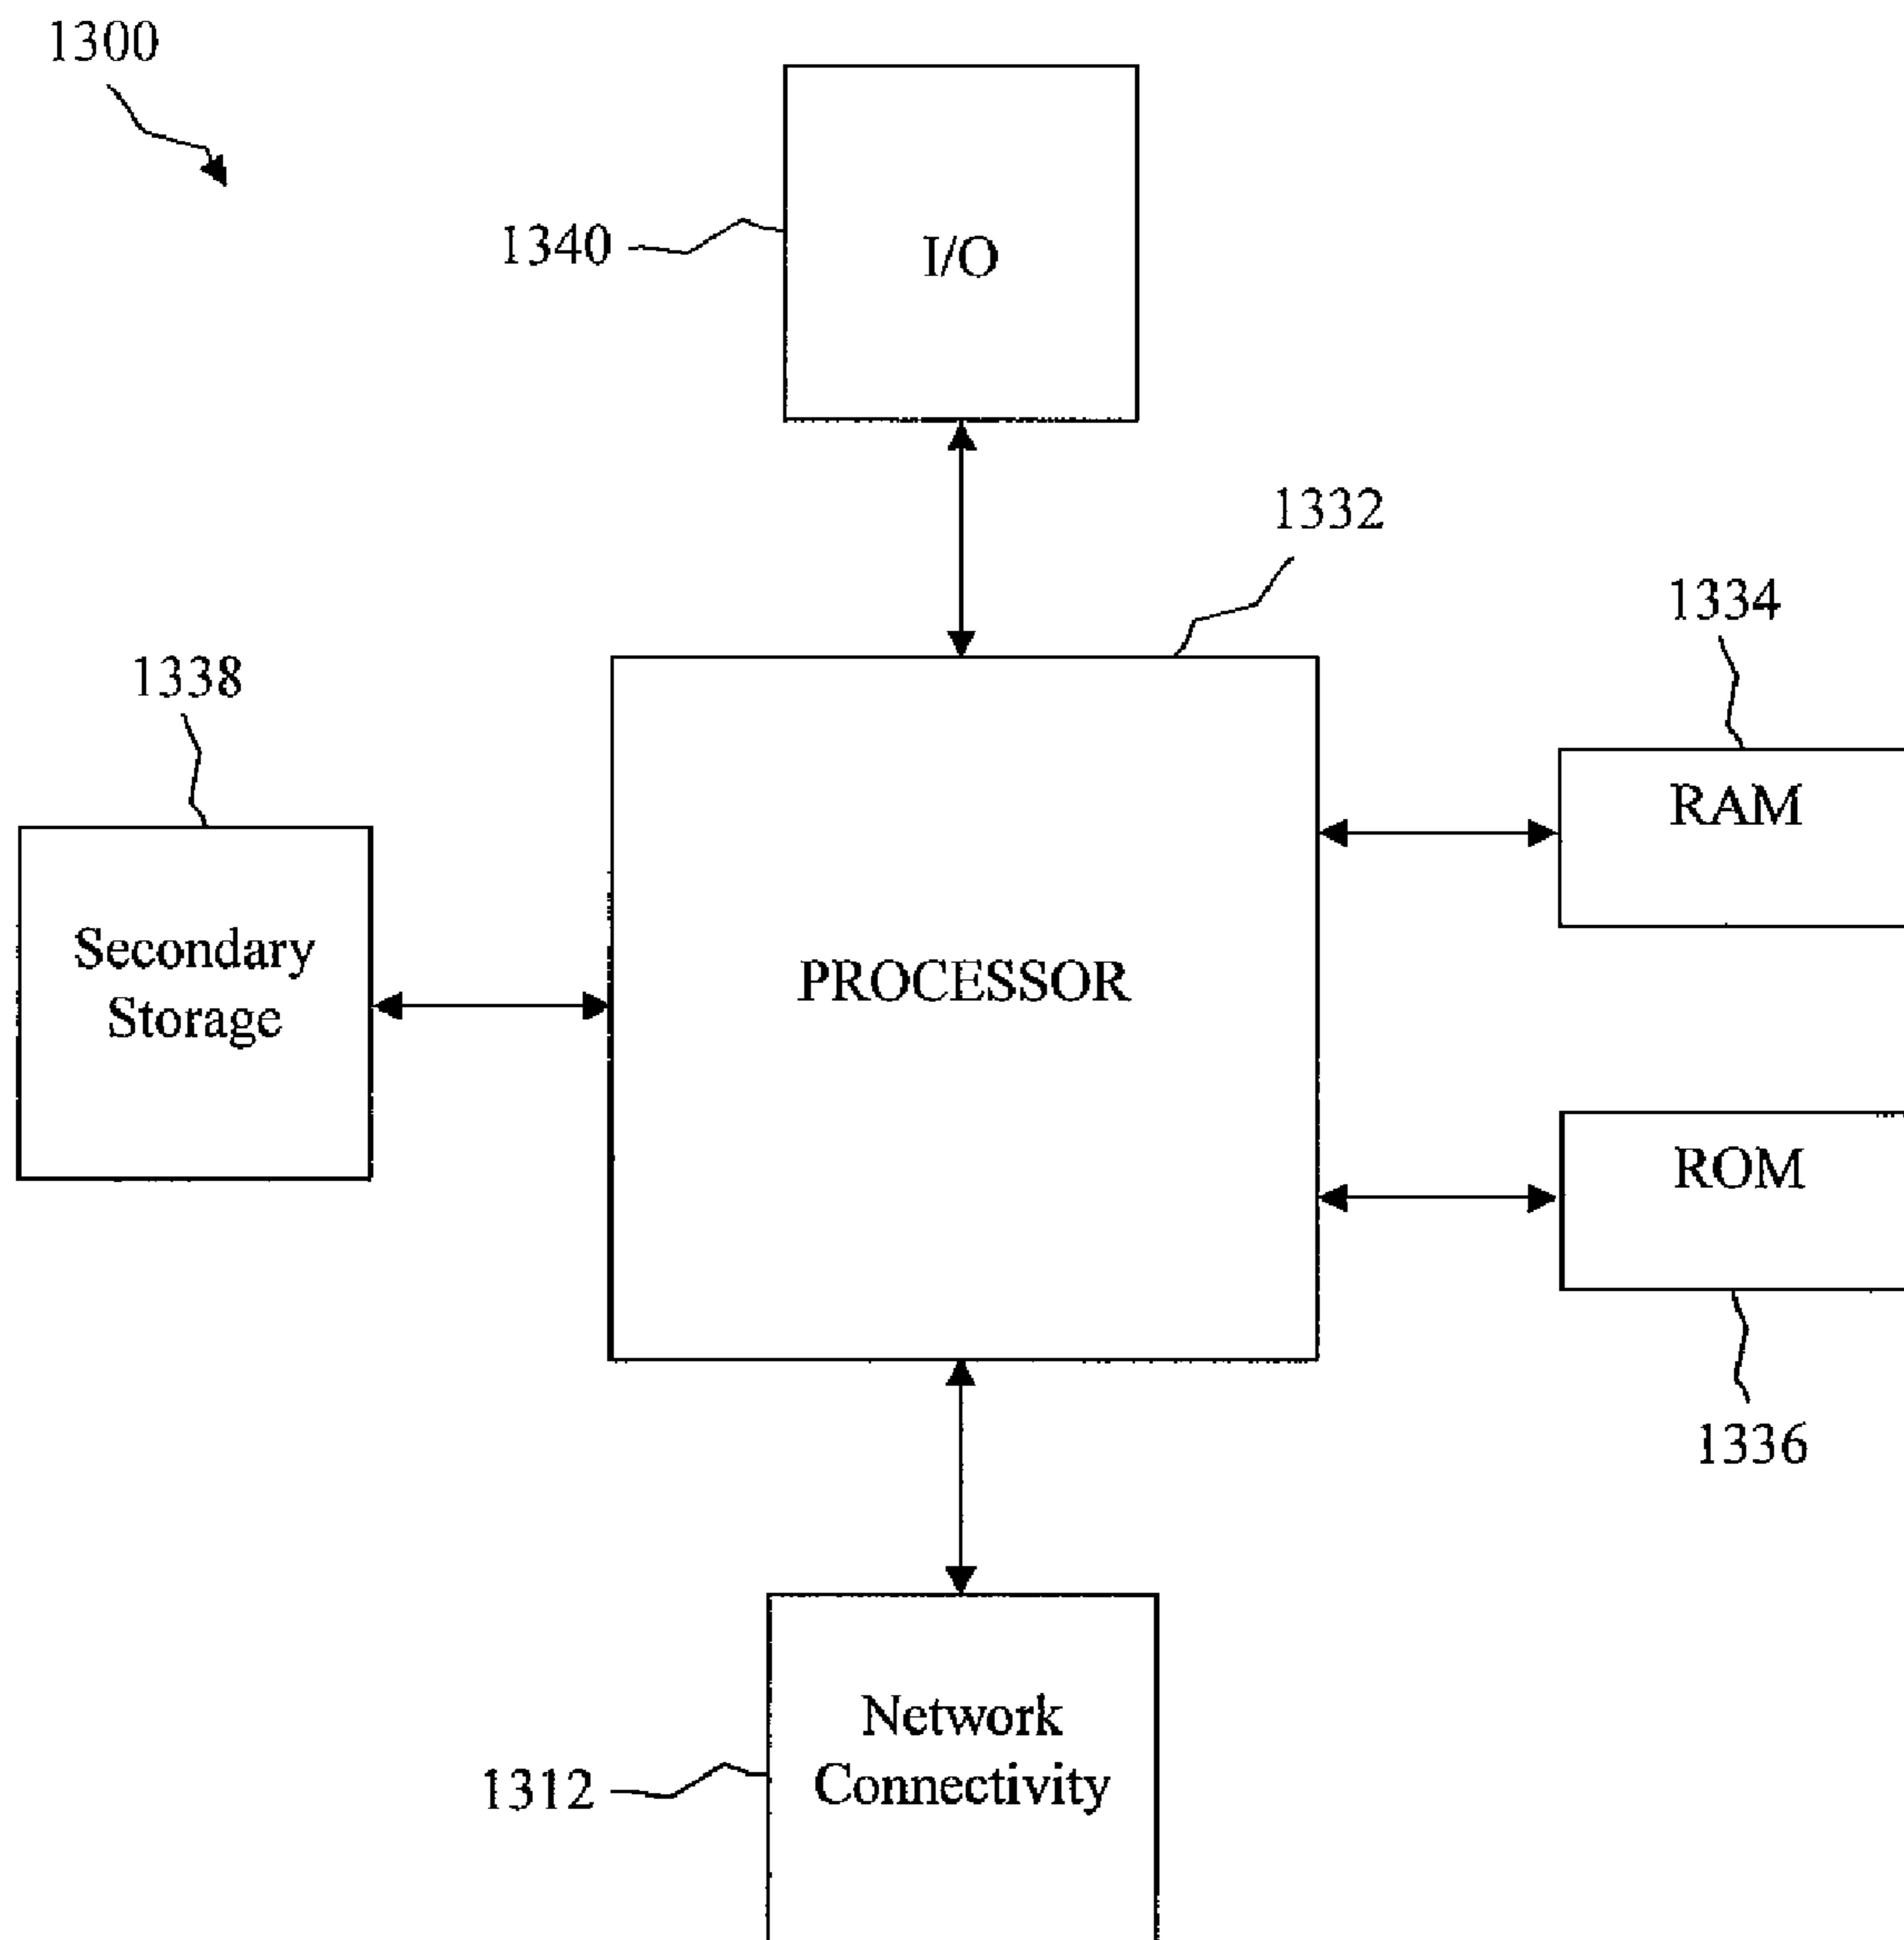 1300
1340
I/O
1332
1334
1338
RAM
Secondary
Storage
PROCESSOR
ROM
1336
Network
Connectivity
1312